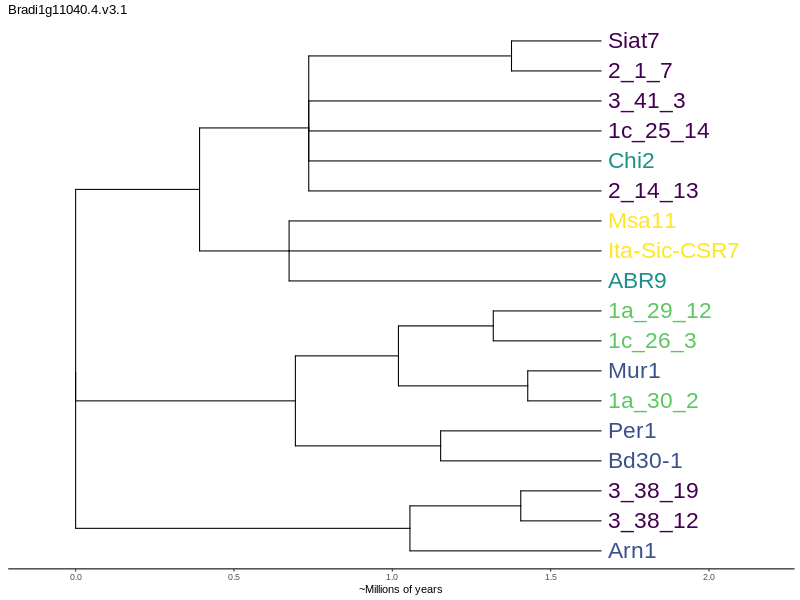 Bradi1g11040.4.v3.1
Siat7
2_1_7
3_41_3
1c_25_14
Chi2
2_14_13
Msa11
Ita-Sic-CSR7
ABR9
1a_29_12
1c_26_3
Mur1
1a_30_2
Per1
Bd30-1
3_38_19
3_38_12
Arn1
0.0 0.5 1.0 1.5 2.0
~Millions of years